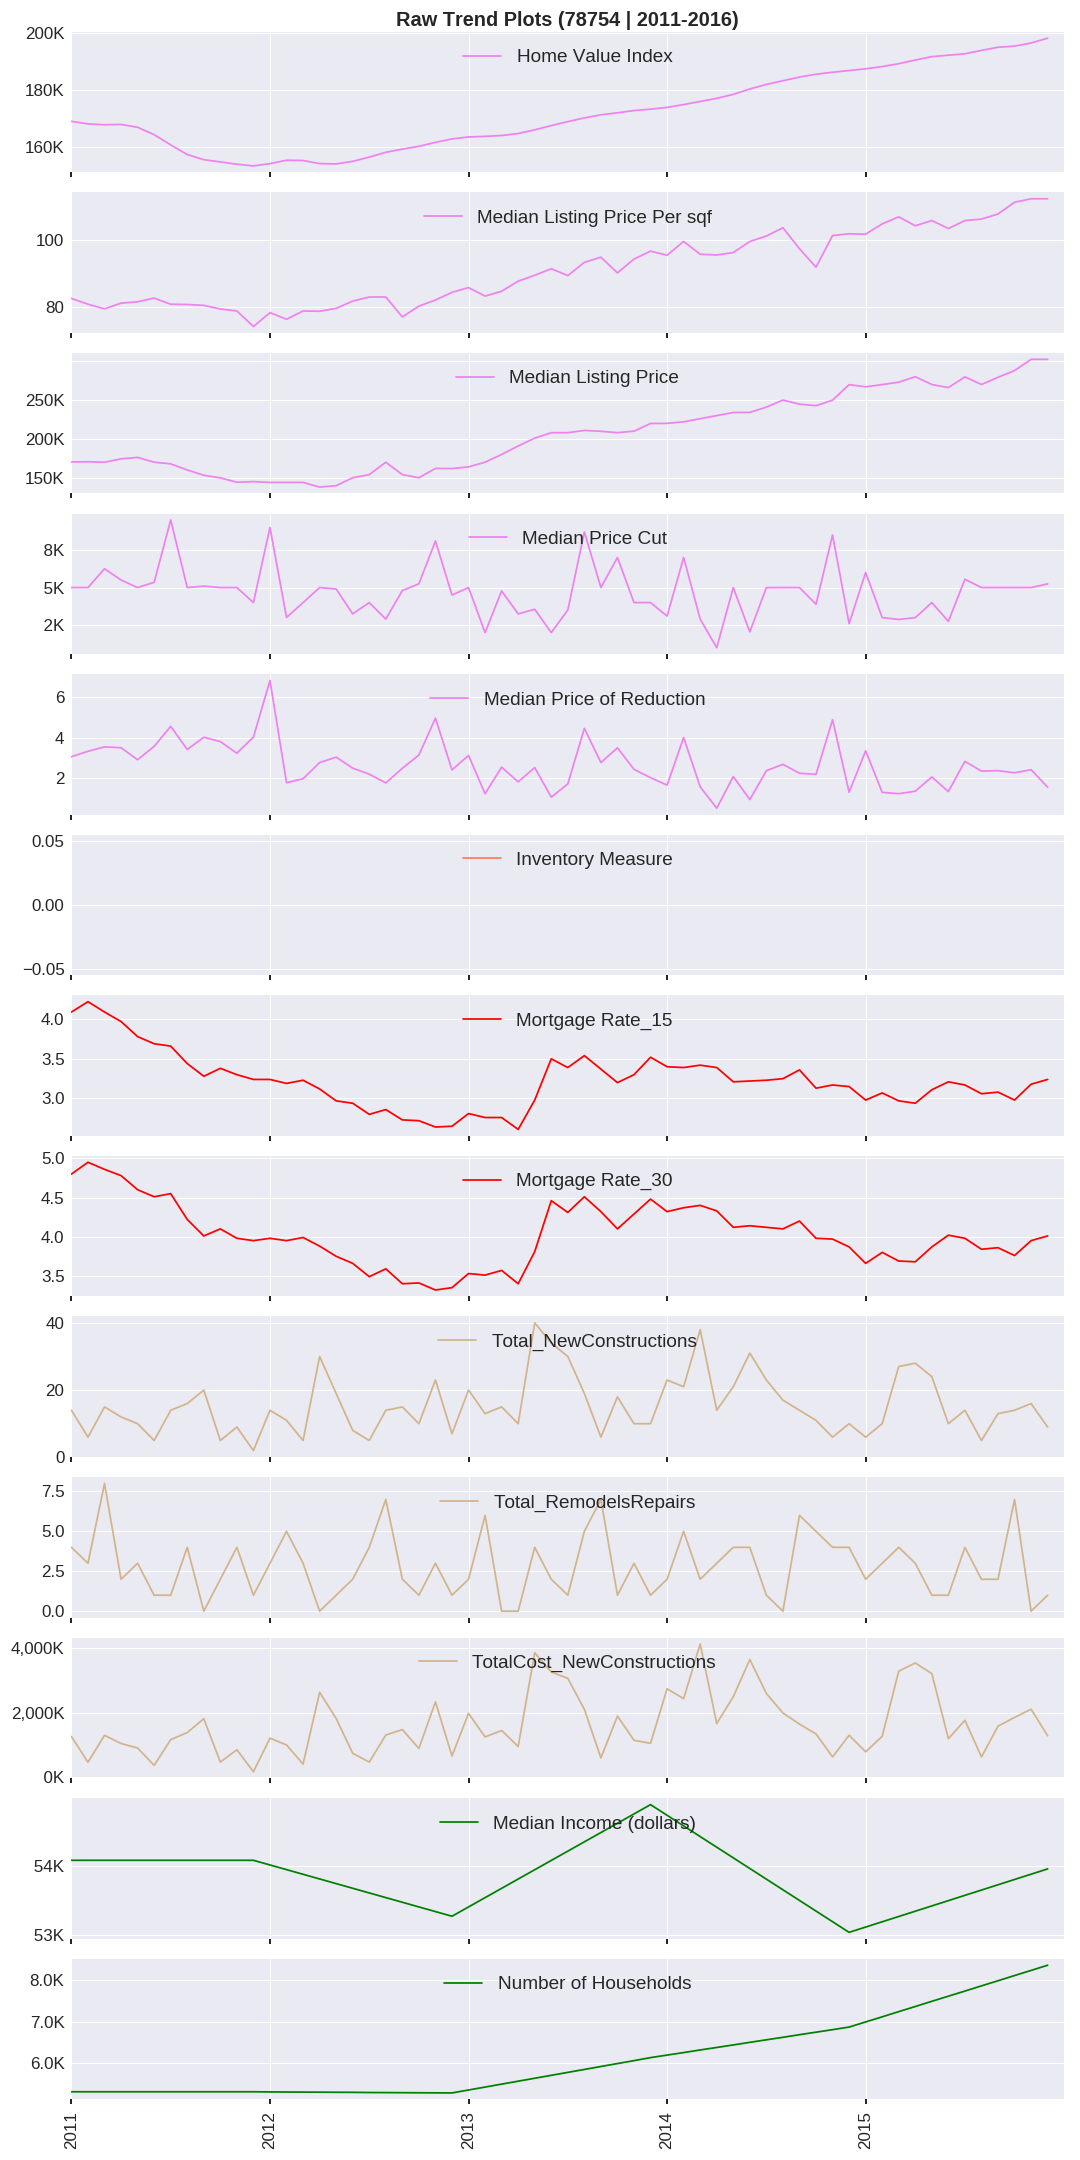 Raw Trend Plots (78754 | 2011-2016)
200K
180K
160K
Home Value Index
100
80
Median Listing Price Per sqf
250K
200K
150K
Median Listing Price
8K
5K
2K
Median Price Cut
6
4
2
Median Price of Reduction
0.05
0.00
−0.05
Inventory Measure
4.0
3.5
3.0
Mortgage Rate_15
5.0
4.5
4.0
3.5
Mortgage Rate_30
40
20
0
Total_NewConstructions
7.5
5.0
2.5
0.0
Total_RemodelsRepairs
4,000K
2,000K
0K
TotalCost_NewConstructions
54K
53K
Median Income (dollars)
8.0K
7.0K
6.0K
Number of Households
2011
2012
2013
2014
2015